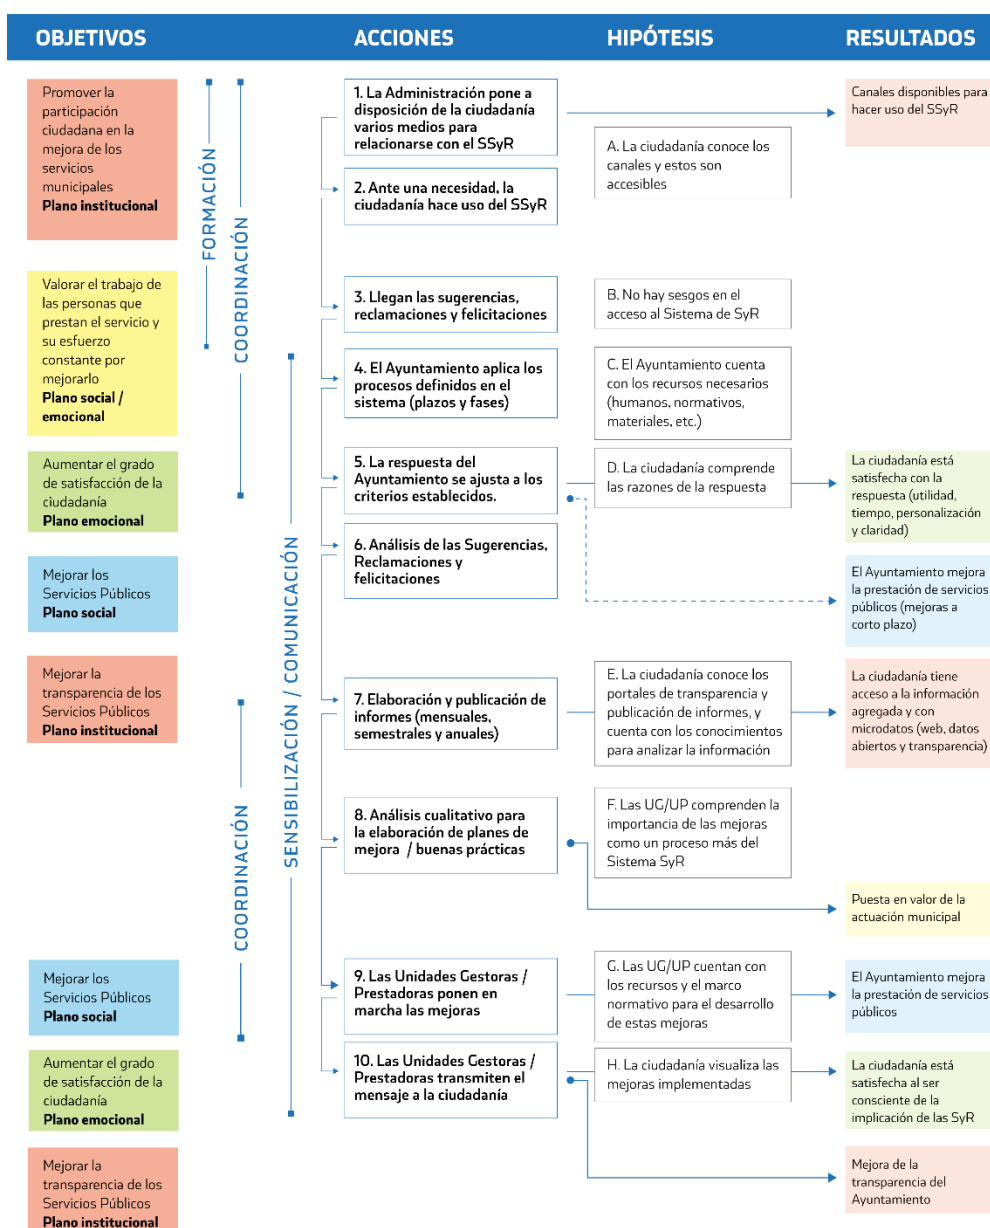 OBJETIVOS
ACCIONES
HIPÓTESIS
RESULTADOS
Promover la
participación
ciudadana en la
mejora de los
servicios
municipales
Plano institucional
Valorar el trabajo de
las personas que
prestan el servicio y
su esfuerzo
constante por
mejorarlo
Plano social /
emocional
Aumentar el grado
de satisfacción de la
ciudadanía
Plano emocional
Mejorar los
Servicios Públicos
Plano social
Mejorar la
transparencia de los
Servicios Públicos
Plano institucional
Mejorar los
Servicios Públicos
Plano social
Aumentar el grado
de satisfacción de la
ciudadanía
Plano emocional
Mejorar la
transparencia de los
Servicios Públicos
Plano institucional
FORMACIÓN
COORDINACIÓN
SENSIBILIZACIÓN / COMUNICACIÓN
COORDINACIÓN
1. La Administración pone a
disposición de la ciudadanía
varios medios para
relacionarse con el SSyR
2. Ante una necesidad, la
ciudadanía hace uso del SSyR
3. Llegan las sugerencias,
reclamaciones y felicitaciones
4. El Ayuntamiento aplica los
procesos definidos en el
sistema (plazos y fases)
5. La respuesta del
Ayuntamiento se ajusta a los
criterios establecidos.
6. Análisis de las Sugerencias,
Reclamaciones y
felicitaciones
7. Elaboración y publicación de
informes (mensuales,
semestrales y anuales)
8. Análisis cualitativo para
la elaboración de planes de
mejora / buenas prácticas
9. Las Unidades Gestoras /
Prestadoras ponen en
marcha las mejoras
10. Las Unidades Gestoras /
Prestadoras transmiten el
mensaje a la ciudadanía
A. La ciudadanía conoce los
canales y estos son
accesibles
B. No hay sesgos en el
acceso al Sistema de SyR
C. El Ayuntamiento cuenta
con los recursos necesarios
(humanos, normativos,
materiales, etc.)
D. La ciudadanía comprende
las razones de la respuesta
E. La ciudadanía conoce los
portales de transparencia y
publicación de informes, y
cuenta con los conocimientos
para analizar la información
F. Las UG/UP comprenden la
importancia de las mejoras
como un proceso más del
Sistema SyR
G. Las UG/UP cuentan con
los recursos y el marco
normativo para el desarrollo
de estas mejoras
H. La ciudadanía visualiza las
mejoras implementadas
Canales disponibles para
hacer uso del SSyR
La ciudadanía está
satisfecha con la
respuesta (utilidad,
tiempo, personalización
y claridad)
El Ayuntamiento mejora
la prestación de servicios
públicos (mejoras a
corto plazo)
La ciudadanía tiene
acceso a la información
agregada y con
microdatos (web, datos
abiertos y transparencia)
Puesta en valor de la
actuación municipal
El Ayuntamiento mejora
la prestación de servicios
públicos
La ciudadanía está
satisfecha al ser
consciente de la
implicación de las SyR
Mejora de la
transparencia del
Ayuntamiento